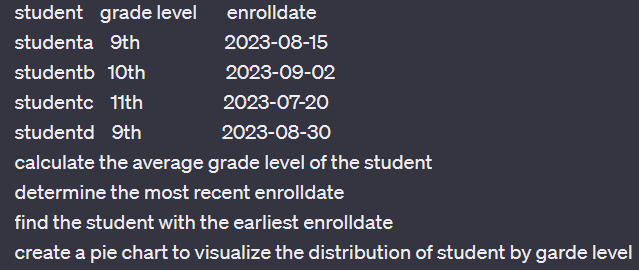 student grade level enrolldate
studenta 9th 2023-08-15
studentb 10th 2023-09-02
studentc 11th 2023-07-20
studentd 9th 2023-08-30
calculate the average grade level of the student
determine the most recent enrolldate
find the student with the earliest enrolldate
create a pie chart to visualize the distribution of student by garde level